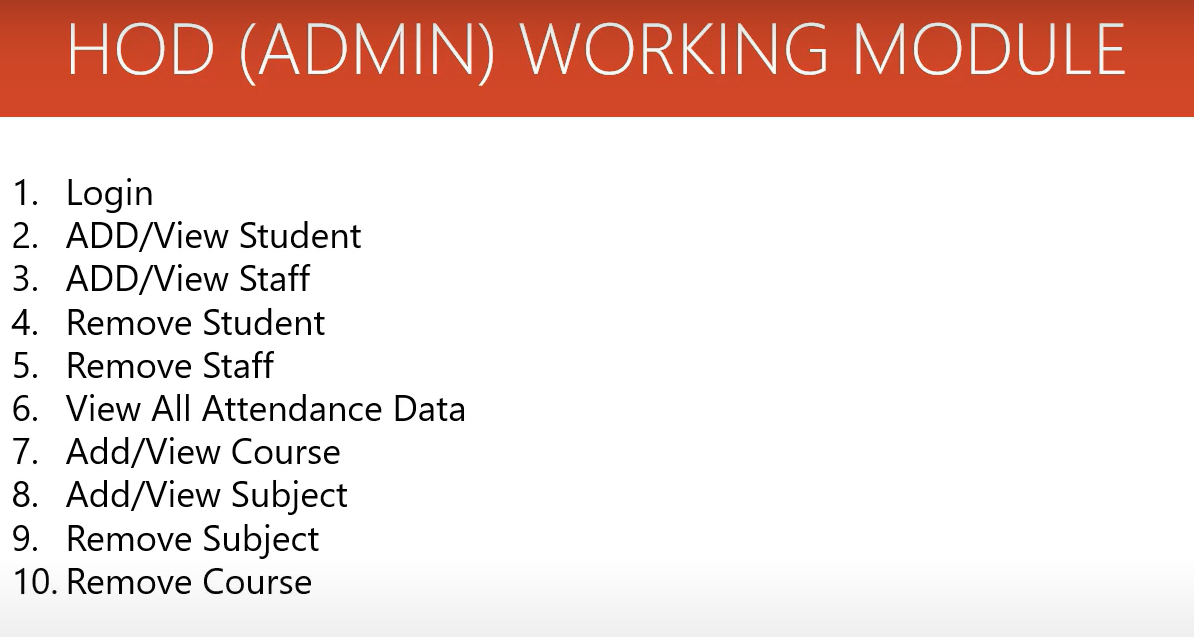 HOD (ADMIN) WORKING MODULE
1. Login
2. ADD/View Student
3. ADD/View Staff
4. Remove Student
5. Remove Staff
6. View All Attendance Data
7. Add/View Course
8. Add/View Subject
9. Remove Subject
10. Remove Course